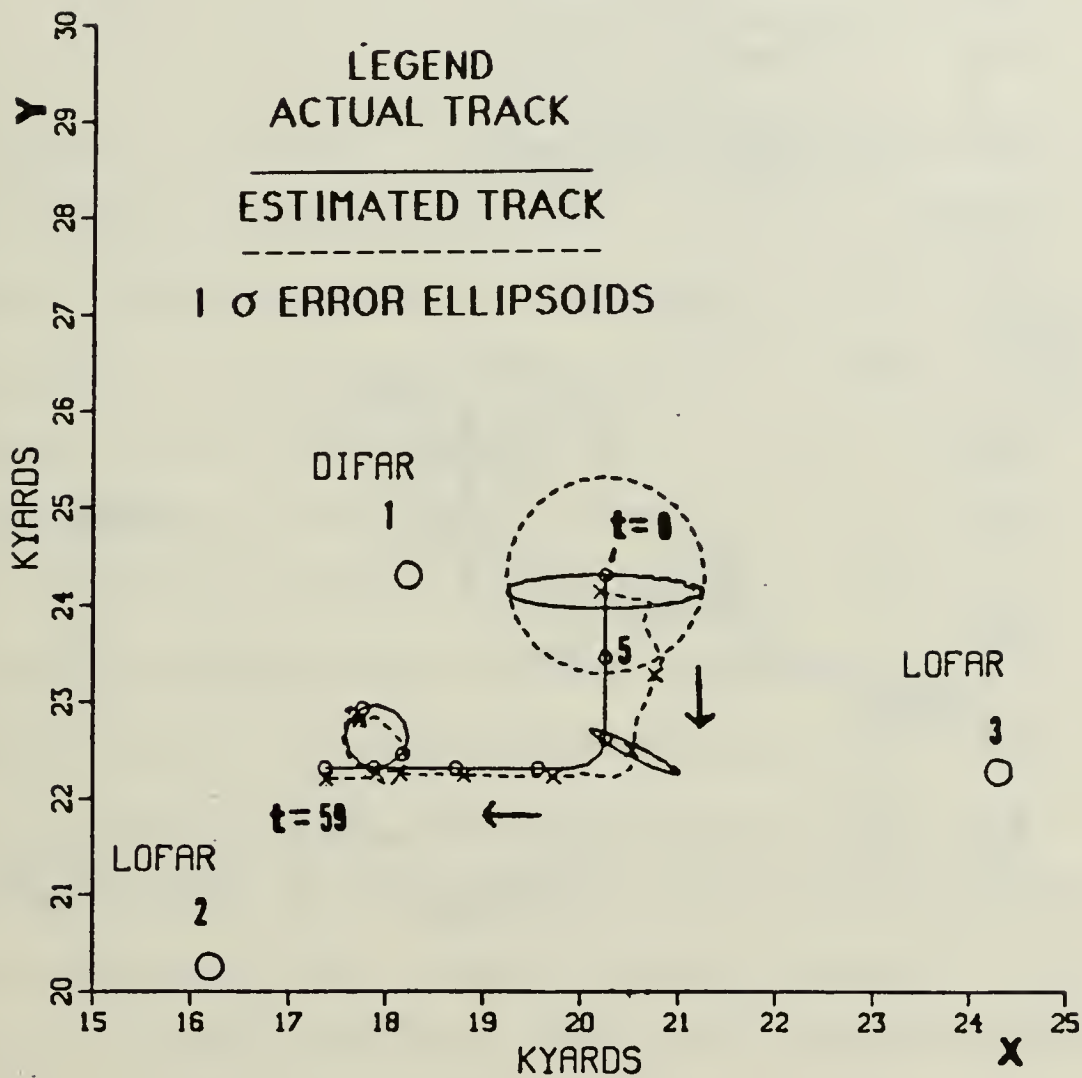 LEGEND
ACTUAL TRACK
ESTIMATED TRACK
1 σ ERROR ELLIPSOIDS
Y
KYARDS
30
29
28
27
26
25
24
23
22
21
20
DIFAR
1
t=0
5
LOFAR
3
t=59
LOFAR
2
15 16 17 18 19 20 21 22 23 24 25
KYARDS
X